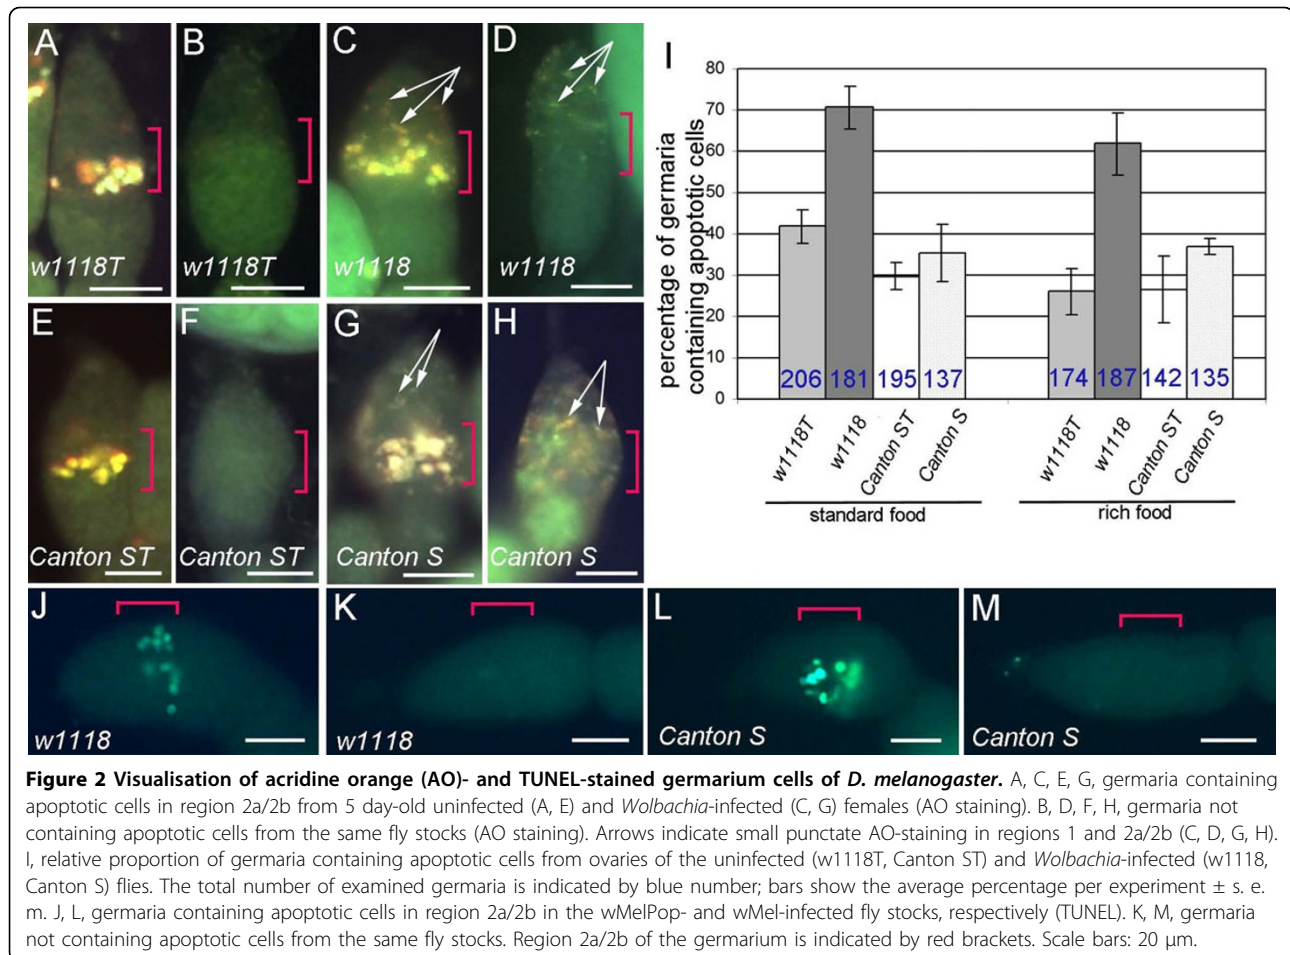 A
B
C
D
w1118T
w1118T
w1118
w1118
E
F
G
H
Canton ST
Canton ST
Canton S
Canton S
I
percentage of germaria
containing apoptotic cells
80
70
60
50
40
30
20
10
0
206 181 195 137 174 187 142 135
w1118T w1118 Canton ST Canton S w1118T w1118 Canton ST Canton S
standard food rich food
J
K
L
M
w1118
w1118
Canton S
Canton S
Figure 2 Visualisation of acridine orange (AO)- and TUNEL-stained germarium cells of D. melanogaster. A, C, E, G, germaria containing
apoptotic cells in region 2a/2b from 5 day-old uninfected (A, E) and Wolbachia-infected (C, G) females (AO staining). B, D, F, H, germaria not
containing apoptotic cells from the same fly stocks (AO staining). Arrows indicate small punctate AO-staining in regions 1 and 2a/2b (C, D, G, H).
I, relative proportion of germaria containing apoptotic cells from ovaries of the uninfected (w1118T, Canton ST) and Wolbachia-infected (w1118,
Canton S) flies. The total number of examined germaria is indicated by blue number; bars show the average percentage per experiment ± s. e.
m. J, L, germaria containing apoptotic cells in region 2a/2b in the wMelPop- and wMel-infected fly stocks, respectively (TUNEL). K, M, germaria
not containing apoptotic cells from the same fly stocks. Region 2a/2b of the germarium is indicated by red brackets. Scale bars: 20 μm.